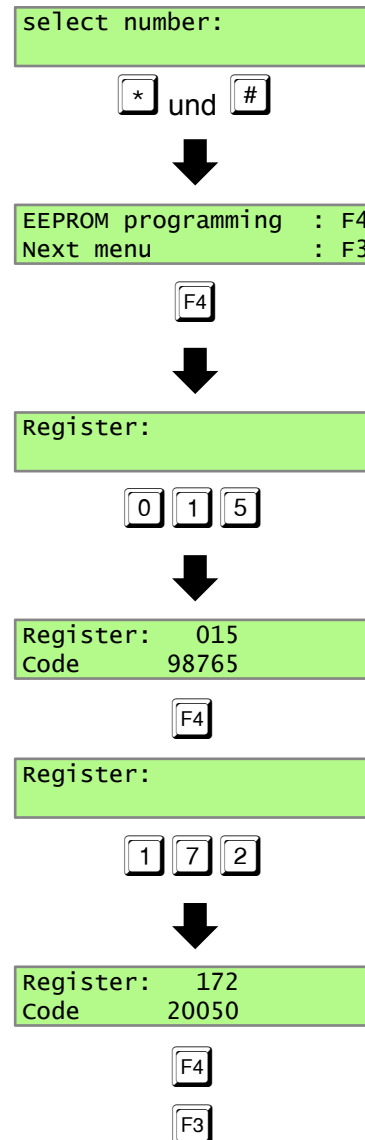 select number:
* und #
EEPROM programming : F4
Next menu : F3
F4
Register:
0 1 5
Register: 015
Code 98765
F4
Register:
1 7 2
Register: 172
Code 20050
F4
F3